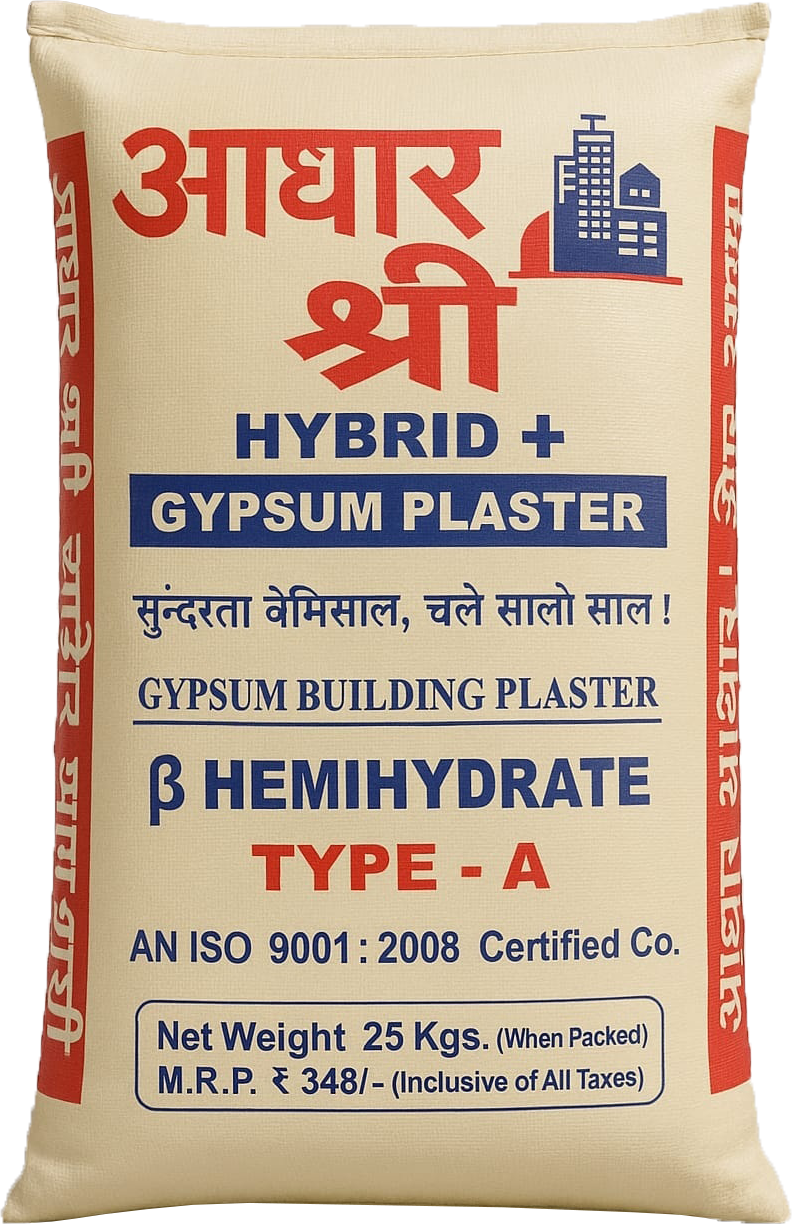 आधार
श्री
HYBRID +
GYPSUM PLASTER
सुंन्दरता वेमिसाल, चले सालो साल !
GYPSUM BUILDING PLASTER
β HEMIHYDRATE
TYPE - A
AN ISO 9001 : 2008 Certified Co.
Net Weight 25 Kgs. (When Packed)
M.R.P. ₹ 348/- (Inclusive of All Taxes)